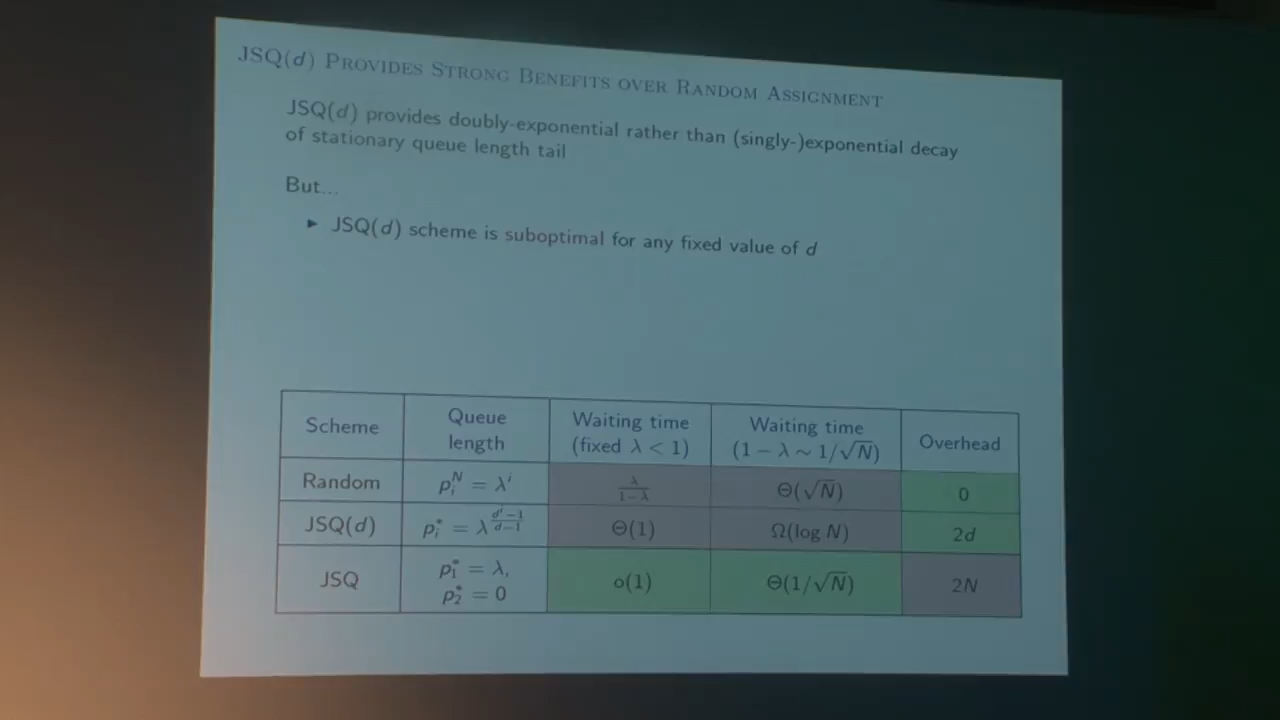 JSQ(d) PROVIDES STRONG BENEFITS OVER RANDOM ASSIGNMENT
JSQ(d) provides doubly-exponential rather than (singly-)exponential decay
of stationary queue length tail
But...
► JSQ(d) scheme is suboptimal for any fixed value of d
Scheme | Queue length | Waiting time (fixed λ < 1) | Waiting time (1 − λ ~ 1/√N) | Overhead
Random | p_i^N = λ^i | λ/(1−λ) | Θ(√N) | 0
JSQ(d) | p_i^* = λ^((d^i−1)/(d−1)) | Θ(1) | Ω(log N) | 2d
JSQ | p_1^* = λ, p_2^* = 0 | o(1) | Θ(1/√N) | 2N